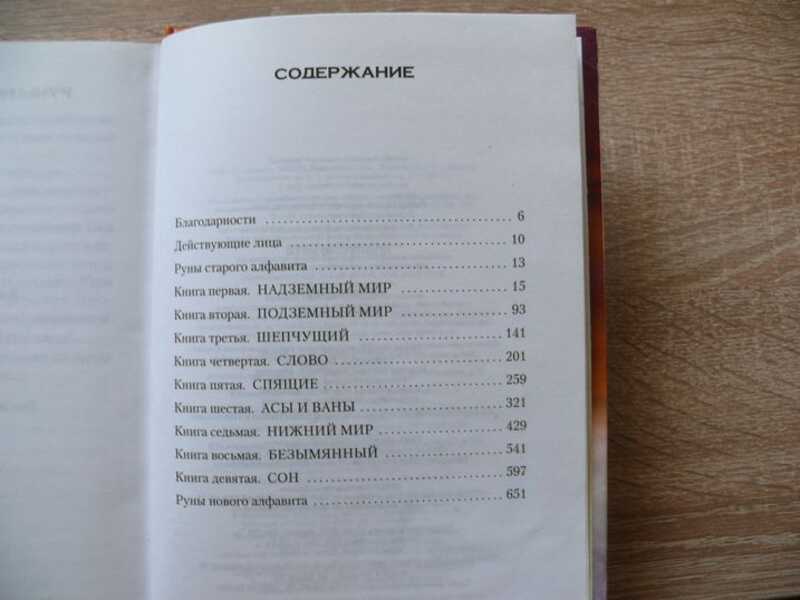 СОДЕРЖАНИЕ
Благодарности ........................................ 6
Действующие лица .................................... 10
Руны старого алфавита ............................... 13
Книга первая. НАДЗЕМНЫЙ МИР ................ 15
Книга вторая. ПОДЗЕМНЫЙ МИР ................ 93
Книга третья. ШЕПЧУЩИЙ ...................... 141
Книга четвертая. СЛОВО .......................... 201
Книга пятая. СПЯЩИЕ ............................ 259
Книга шестая. АСЫ И ВАНЫ ...................... 321
Книга седьмая. НИЖНИЙ МИР ................... 429
Книга восьмая. БЕЗЫМЯННЫЙ ................... 541
Книга девятая. СОН ............................... 597
Руны нового алфавита ............................... 651